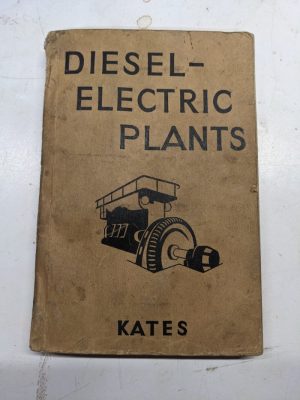 DIESEL-
ELECTRIC
PLANTS
KATES